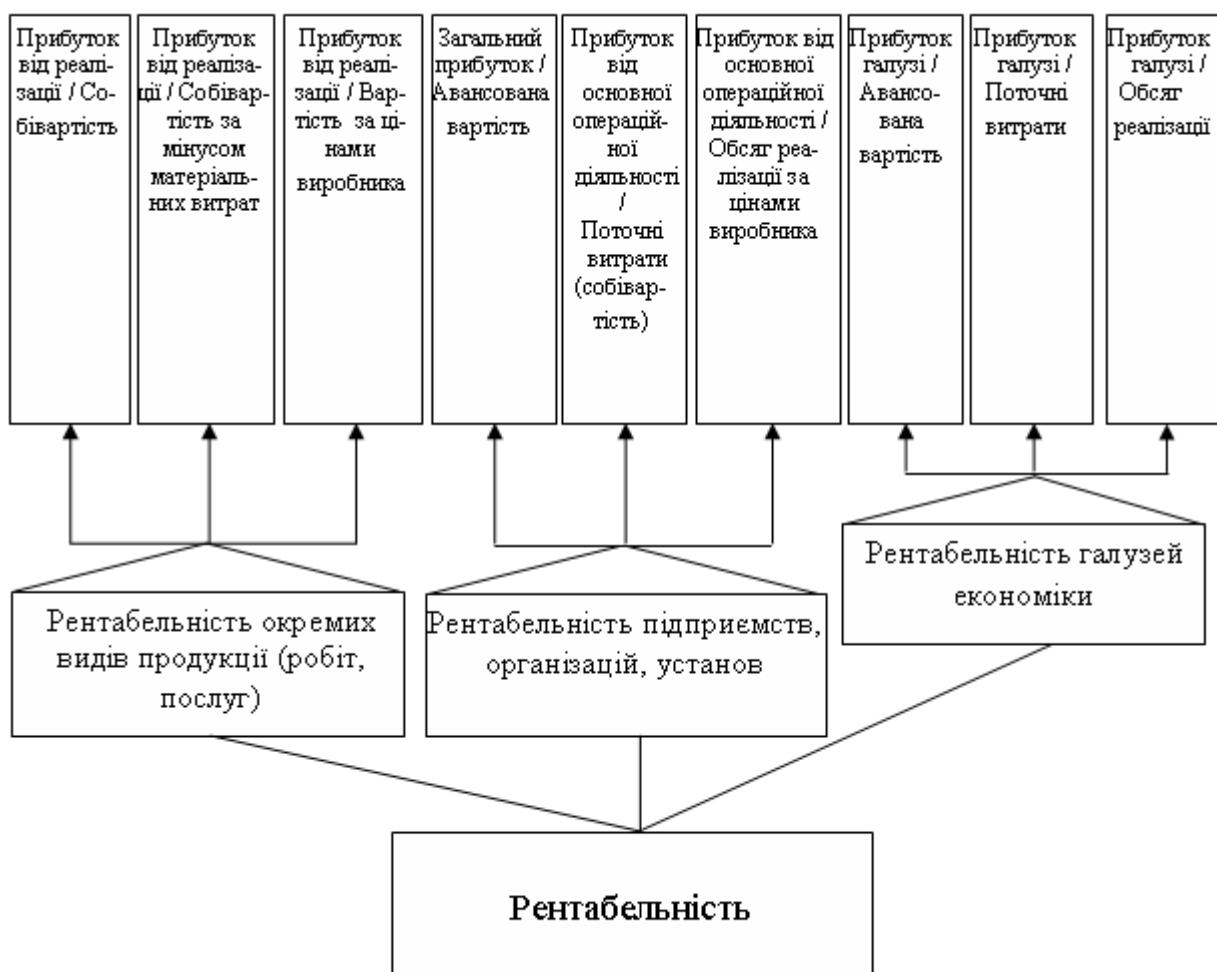 Прибуток
від реалі-
зації / Со-
бівартість
Прибуток
від реаліза-
ції / Собівар-
тість за
мінусом
матеріаль-
них витрат
Прибуток
від реалі-
зації / Вар-
тість за ці-
нами
виробника
Загальний
прибуток /
Авансована
вартість
Прибуток
від
основної
операцій-
ної
діяльності
/
Поточні
витрати
(собівар-
тість)
Прибуток від
основної
операційної
діяльності /
Обсяг реа-
лізації за
цінами
виробника
Прибуток
галузі /
Авансо-
вана
вартість
Прибуток
галузі /
Поточні
витрати
Прибуток
галузі /
Обсяг
реалізації
Рентабельність окремих
видів продукції (робіт,
послуг)
Рентабельність підприємств,
організацій, установ
Рентабельність галузей
економіки
Рентабельність